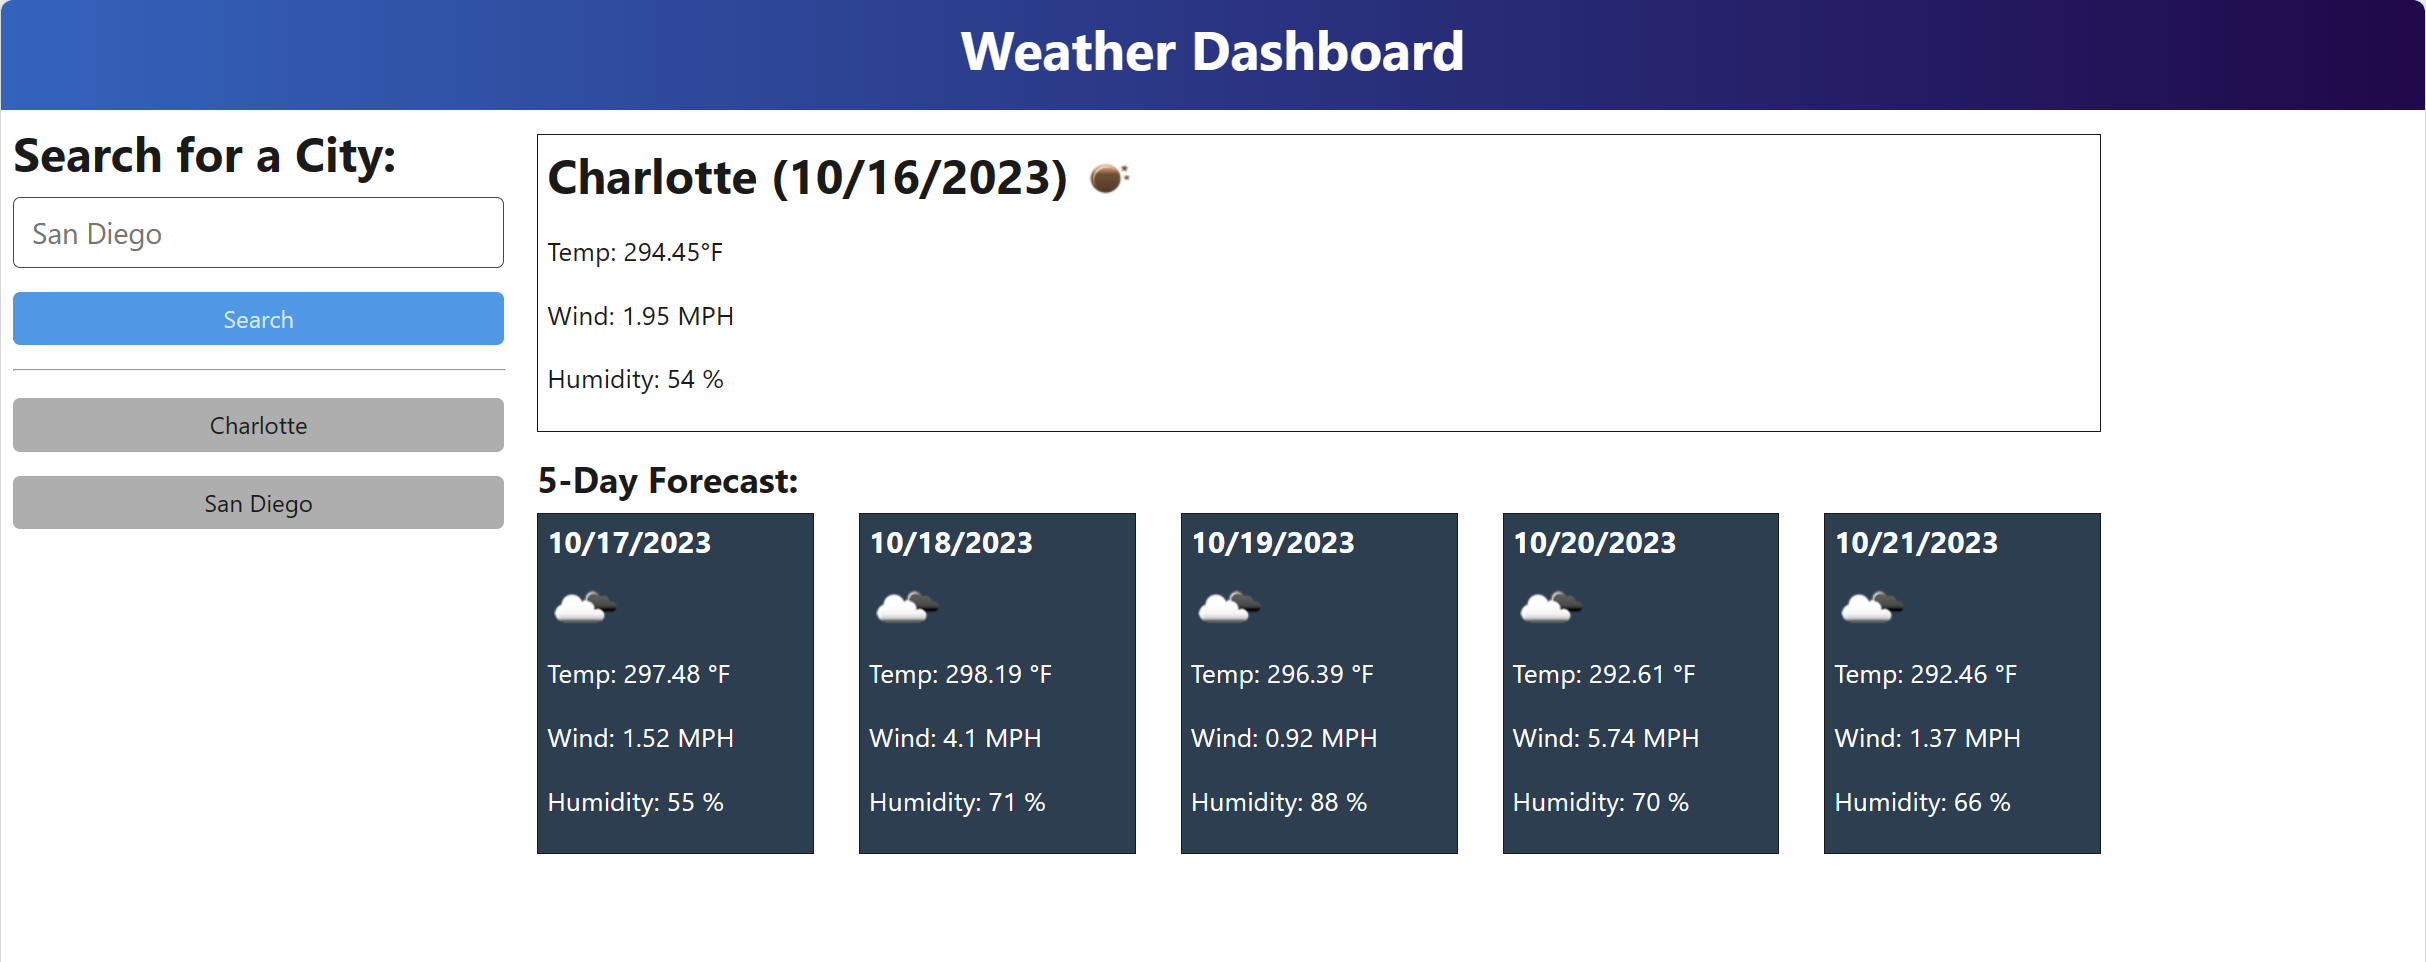 Weather Dashboard
Search for a City:
San Diego
Search
Charlotte
San Diego
Charlotte (10/16/2023)
Temp: 294.45°F
Wind: 1.95 MPH
Humidity: 54 %
5-Day Forecast:
10/17/2023
Temp: 297.48 °F
Wind: 1.52 MPH
Humidity: 55 %
10/18/2023
Temp: 298.19 °F
Wind: 4.1 MPH
Humidity: 71 %
10/19/2023
Temp: 296.39 °F
Wind: 0.92 MPH
Humidity: 88 %
10/20/2023
Temp: 292.61 °F
Wind: 5.74 MPH
Humidity: 70 %
10/21/2023
Temp: 292.46 °F
Wind: 1.37 MPH
Humidity: 66 %